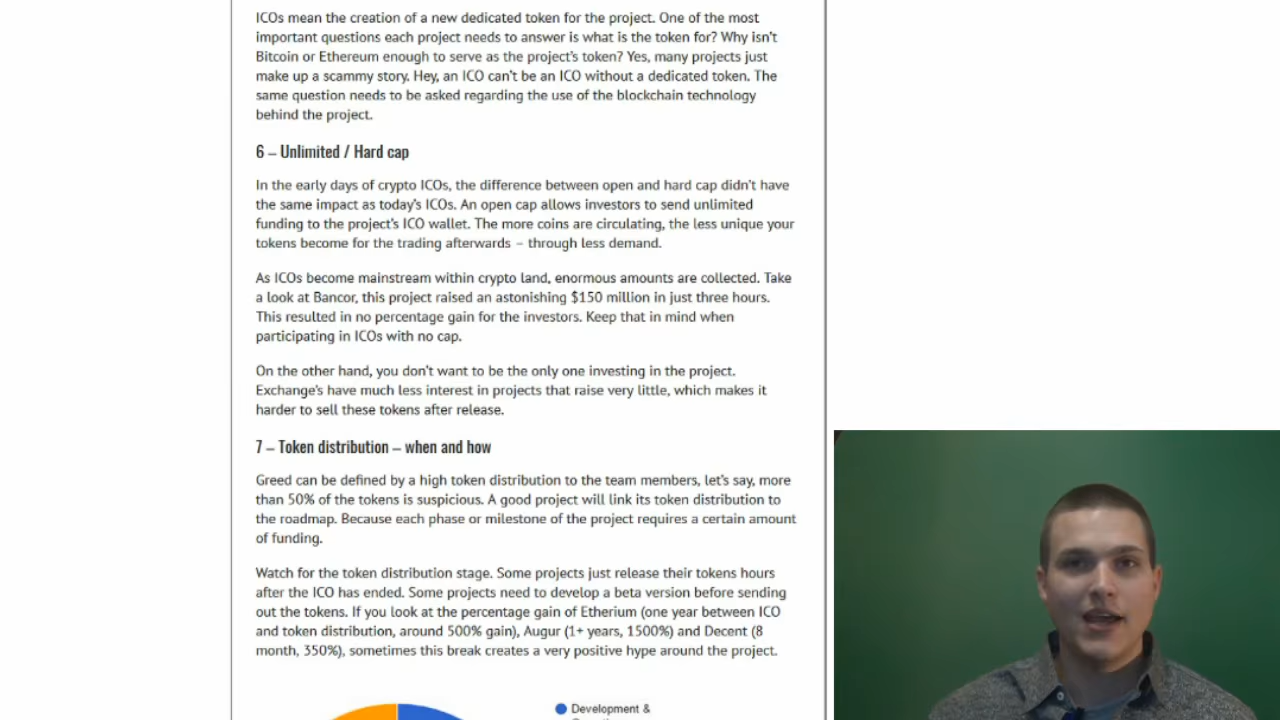 ICOs mean the creation of a new dedicated token for the project. One of the most
important questions each project needs to answer is what is the token for? Why isn't
Bitcoin or Ethereum enough to serve as the project's token? Yes, many projects just
make up a scammy story. Hey, an ICO can't be an ICO without a dedicated token. The
same question needs to be asked regarding the use of the blockchain technology
behind the project.
6 – Unlimited / Hard cap
In the early days of crypto ICOs, the difference between open and hard cap didn't have
the same impact as today's ICOs. An open cap allows investors to send unlimited
funding to the project's ICO wallet. The more coins are circulating, the less unique your
tokens become for the trading afterwards – through less demand.
As ICOs become mainstream within crypto land, enormous amounts are collected. Take
a look at Bancor, this project raised an astonishing $150 million in just three hours.
This resulted in no percentage gain for the investors. Keep that in mind when
participating in ICOs with no cap.
On the other hand, you don't want to be the only one investing in the project.
Exchange's have much less interest in projects that raise very little, which makes it
harder to sell these tokens after release.
7 – Token distribution – when and how
Greed can be defined by a high token distribution to the team members, let's say, more
than 50% of the tokens is suspicious. A good project will link its token distribution to
the roadmap. Because each phase or milestone of the project requires a certain amount
of funding.
Watch for the token distribution stage. Some projects just release their tokens hours
after the ICO has ended. Some projects need to develop a beta version before sending
out the tokens. If you look at the percentage gain of Etherium (one year between ICO
and token distribution, around 500% gain), Augur (1+ years, 1500%) and Decent (8
month, 350%), sometimes this break creates a very positive hype around the project.
Development &